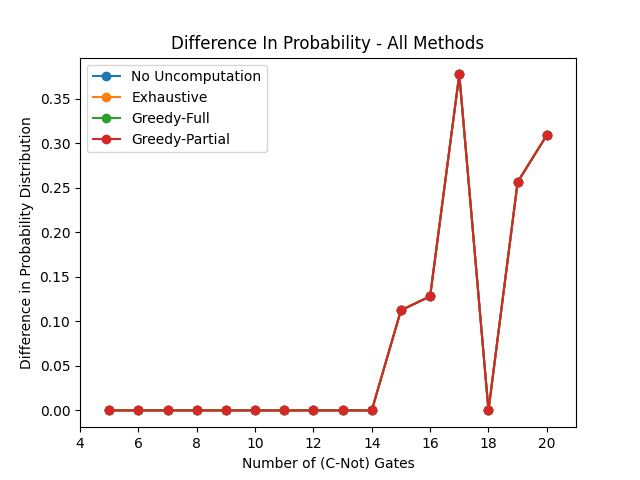 Difference In Probability - All Methods
No Uncomputation
Exhaustive
Greedy-Full
Greedy-Partial
Difference in Probability Distribution
0.35
0.30
0.25
0.20
0.15
0.10
0.05
0.00
4 6 8 10 12 14 16 18 20
Number of (C-Not) Gates